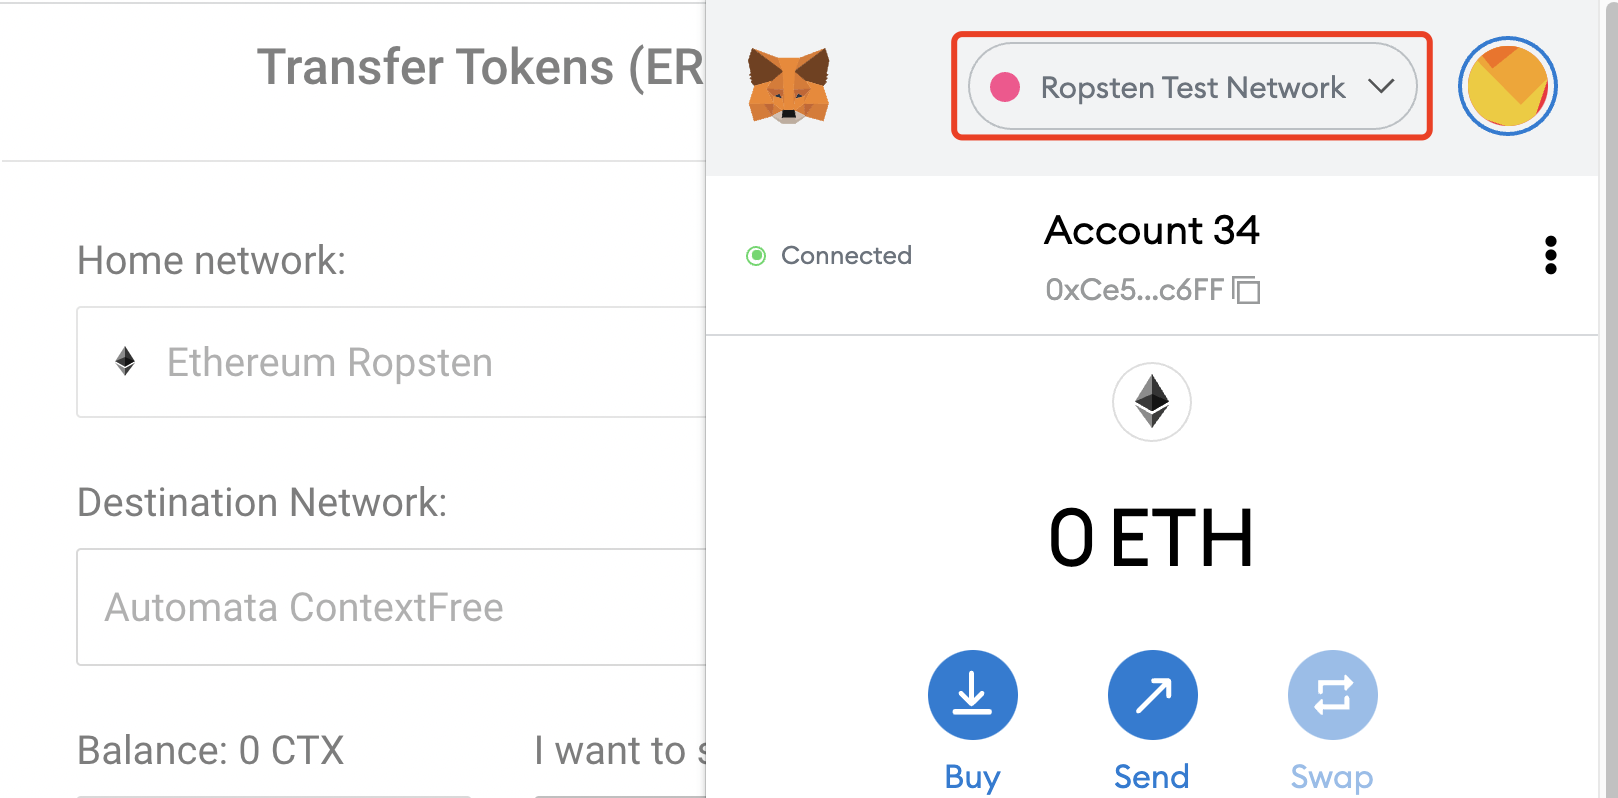 Transfer Tokens (ER
Home network:
Ethereum Ropsten
Destination Network:
Automata ContextFree
Balance: 0 CTX
I want to s
Ropsten Test Network
Connected
Account 34
0xCe5...c6FF
0 ETH
Buy
Send
Swap